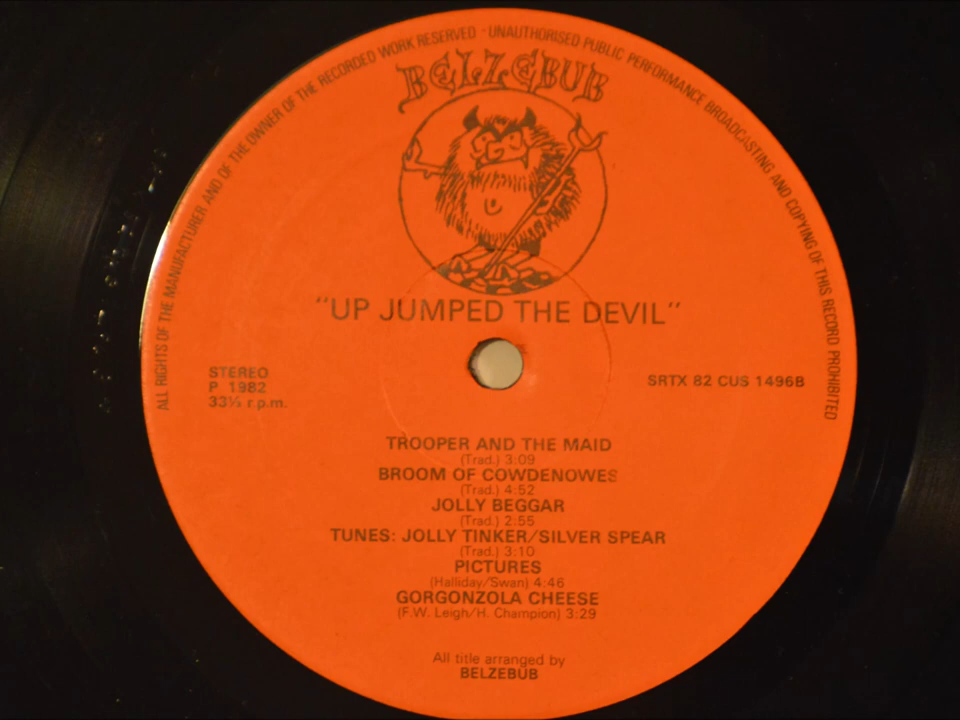 ALL RIGHTS OF THE MANUFACTURER AND OF THE OWNER OF THE RECORDED WORK RESERVED - UNAUTHORISED PUBLIC PERFORMANCE BROADCASTING AND COPYING OF THIS RECORD PROHIBITED
BELZEBUB
"UP JUMPED THE DEVIL"
STEREO
P 1982
33⅓ r.p.m.
SRTX 82 CUS 1496B
TROOPER AND THE MAID
(Trad.) 3:09
BROOM OF COWDENOWES
(Trad.) 4:52
JOLLY BEGGAR
(Trad.) 2:55
TUNES: JOLLY TINKER/SILVER SPEAR
(Trad.) 3:10
PICTURES
(Halliday/Swan) 4:46
GORGONZOLA CHEESE
(F.W. Leigh/H. Champion) 3:29
All title arranged by
BELZEBUB